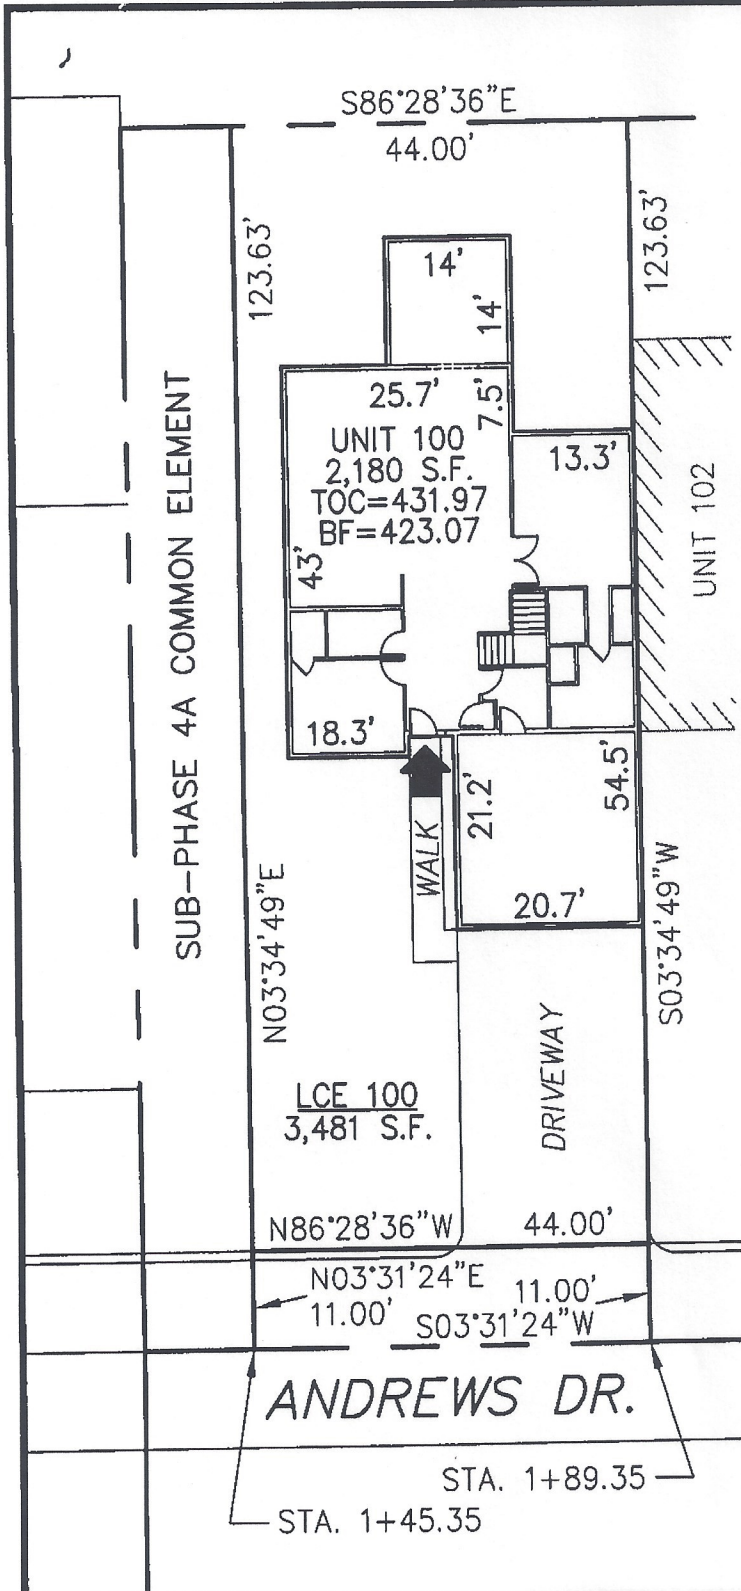 S86°28'36"E
44.00'
123.63'
123.63'
14'
14'
25.7'
7.5'
UNIT 100
2,180 S.F.
TOC=431.97
BF=423.07
13.3'
43'
UNIT 102
SUB-PHASE 4A COMMON ELEMENT
18.3'
WALK
21.2'
54.5'
20.7'
N03°34'49"E
S03°34'49"W
DRIVEWAY
LCE 100
3,481 S.F.
N86°28'36"W 44.00'
N03°31'24"E
11.00'
11.00'
S03°31'24"W
ANDREWS DR.
STA. 1+89.35
STA. 1+45.35